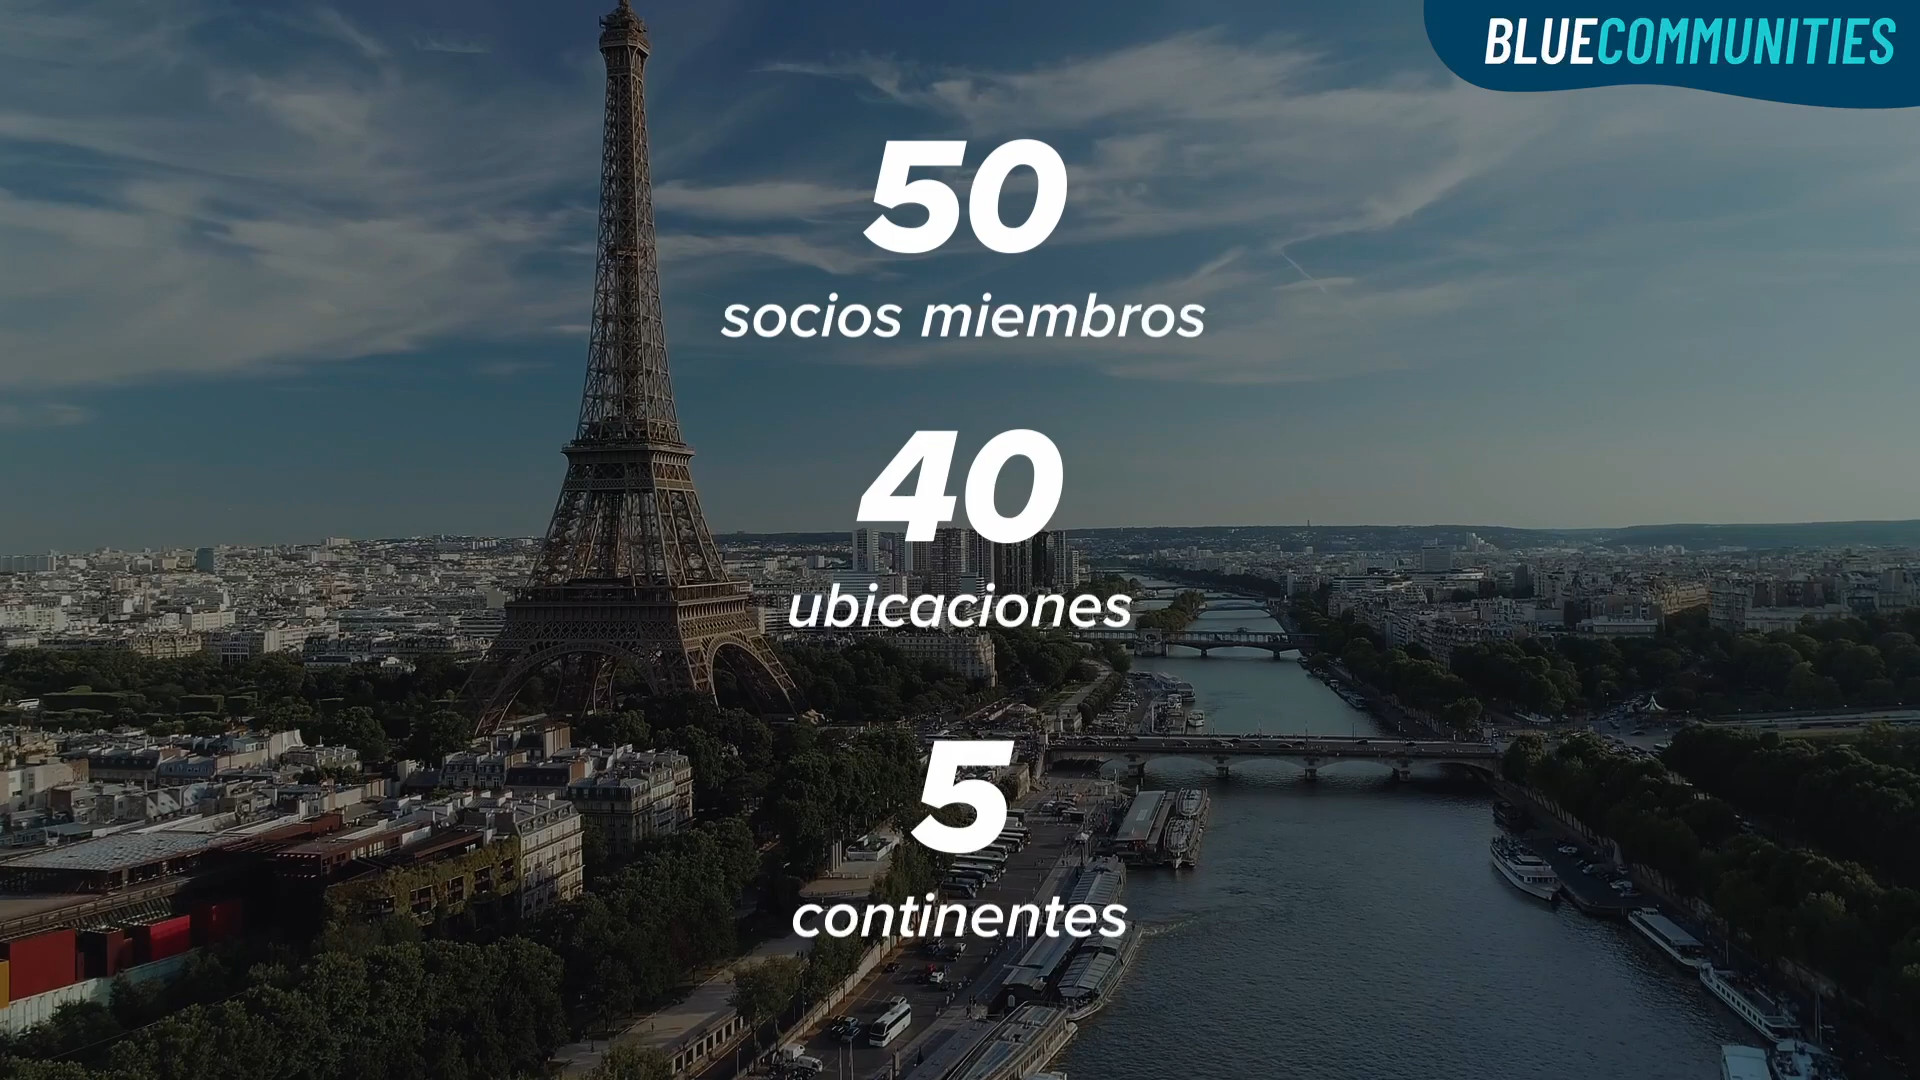 BLUECOMMUNITIES
50
socios miembros
40
ubicaciones
5
continentes